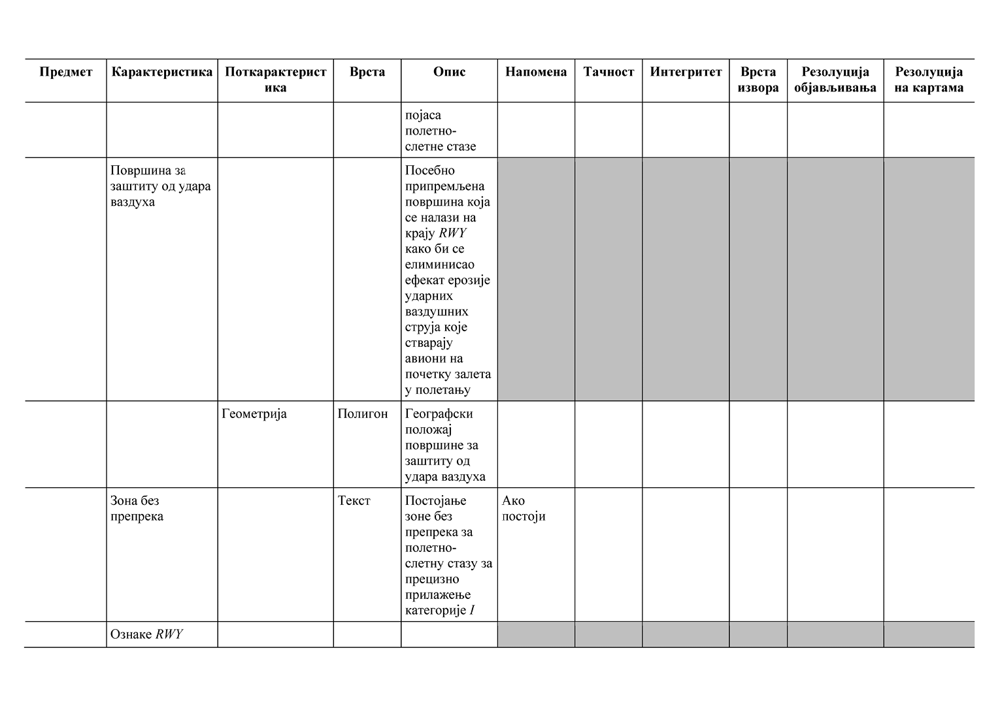 Предмет Карактеристика Поткарактерист Врста Опис Напомена Тачност Интегритет Врста Резолуција Резолуција
ика извора објављивања на картама
појаса
полетно-
слетне стазе
Површина за Посебно
заштиту од удара припремљена
ваздуха површина која
се налази на
крају RWY
како би се
елиминисао
ефекат ерозије
ударних
ваздушних
струја које
стварају
авиони на
почетку залета
у полетању
Геометрија Полигон Географски
положај
површине за
заштиту од
удара ваздуха
Зона без Текст Постојање Ако
препрека зоне без постоји
препрека за
полетно-
слетну стазу за
прецизно
прилажење
категорије I
Ознаке RWY